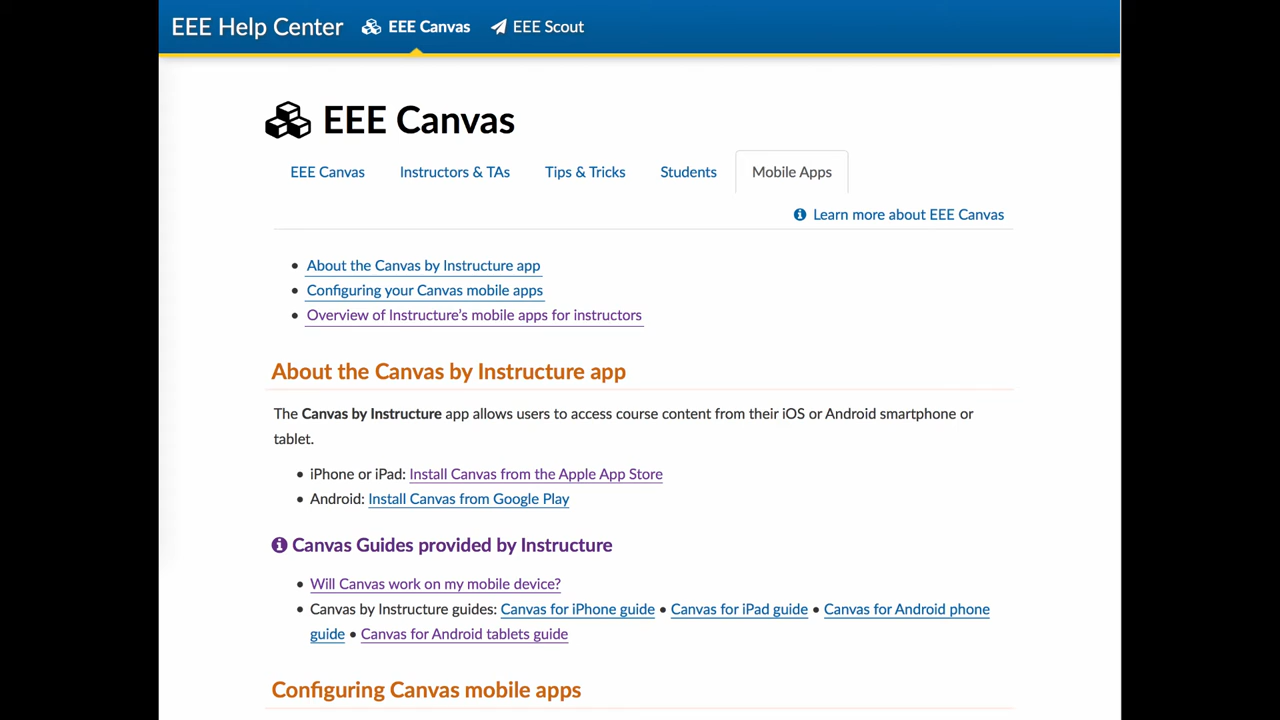 EEE Help Center EEE Canvas EEE Scout
EEE Canvas
EEE Canvas Instructors & TAs Tips & Tricks Students Mobile Apps
Learn more about EEE Canvas
• About the Canvas by Instructure app
• Configuring your Canvas mobile apps
• Overview of Instructure’s mobile apps for instructors
About the Canvas by Instructure app
The Canvas by Instructure app allows users to access course content from their iOS or Android smartphone or
tablet.
• iPhone or iPad: Install Canvas from the Apple App Store
• Android: Install Canvas from Google Play
Canvas Guides provided by Instructure
• Will Canvas work on my mobile device?
• Canvas by Instructure guides: Canvas for iPhone guide • Canvas for iPad guide • Canvas for Android phone
guide • Canvas for Android tablets guide
Configuring Canvas mobile apps